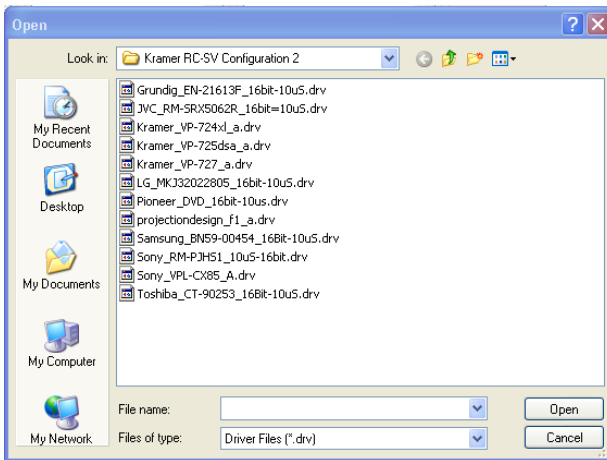 Open
Look in: Kramer RC-SV Configuration 2
My Recent Documents
Desktop
My Documents
My Computer
My Network
Grundig_EN-21613F_16bit-10uS.drv
JVC_RM-SRX5062R_16bit=10uS.drv
Kramer_VP-724xl_a.drv
Kramer_VP-725dsa_a.drv
Kramer_VP-727_a.drv
LG_MKJ32022805_16bit-10uS.drv
Pioneer_DVD_16bit-10us.drv
projectiondesign_f1_a.drv
Samsung_BN59-00454_16Bit-10uS.drv
Sony_RM-PJHS1_10uS-16bit.drv
Sony_VPL-CX85_A.drv
Toshiba_CT-90253_16Bit-10uS.drv
File name:
Open
Files of type: Driver Files (*.drv)
Cancel